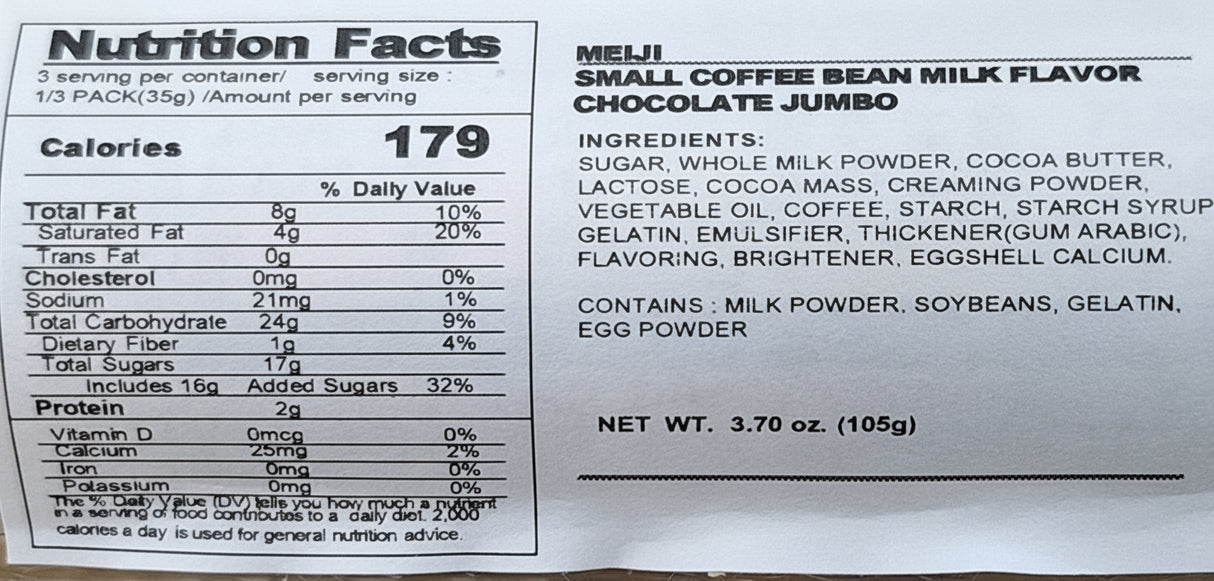 Nutrition Facts
3 serving per container/ serving size :
1/3 PACK(35g) /Amount per serving
Calories 179
% Daily Value
Total Fat 8g 10%
Saturated Fat 4g 20%
Trans Fat 0g
Cholesterol 0mg 0%
Sodium 21mg 1%
Total Carbohydrate 24g 9%
Dietary Fiber 1g 4%
Total Sugars 17g
Includes 16g Added Sugars 32%
Protein 2g
Vitamin D 0mcg 0%
Calcium 25mg 2%
Iron 0mg 0%
Potassium 0mg 0%
The % Daily Value (DV) tells you how much a nutrient
in a serving of food contributes to a daily diet. 2,000
calories a day is used for general nutrition advice.
MEIJI
SMALL COFFEE BEAN MILK FLAVOR
CHOCOLATE JUMBO
INGREDIENTS:
SUGAR, WHOLE MILK POWDER, COCOA BUTTER,
LACTOSE, COCOA MASS, CREAMING POWDER,
VEGETABLE OIL, COFFEE, STARCH, STARCH SYRUP
GELATIN, EMULSIFIER, THICKENER(GUM ARABIC),
FLAVORING, BRIGHTENER, EGGSHELL CALCIUM.
CONTAINS : MILK POWDER. SOYBEANS, GELATIN,
EGG POWDER
NET WT. 3.70 oz. (105g)